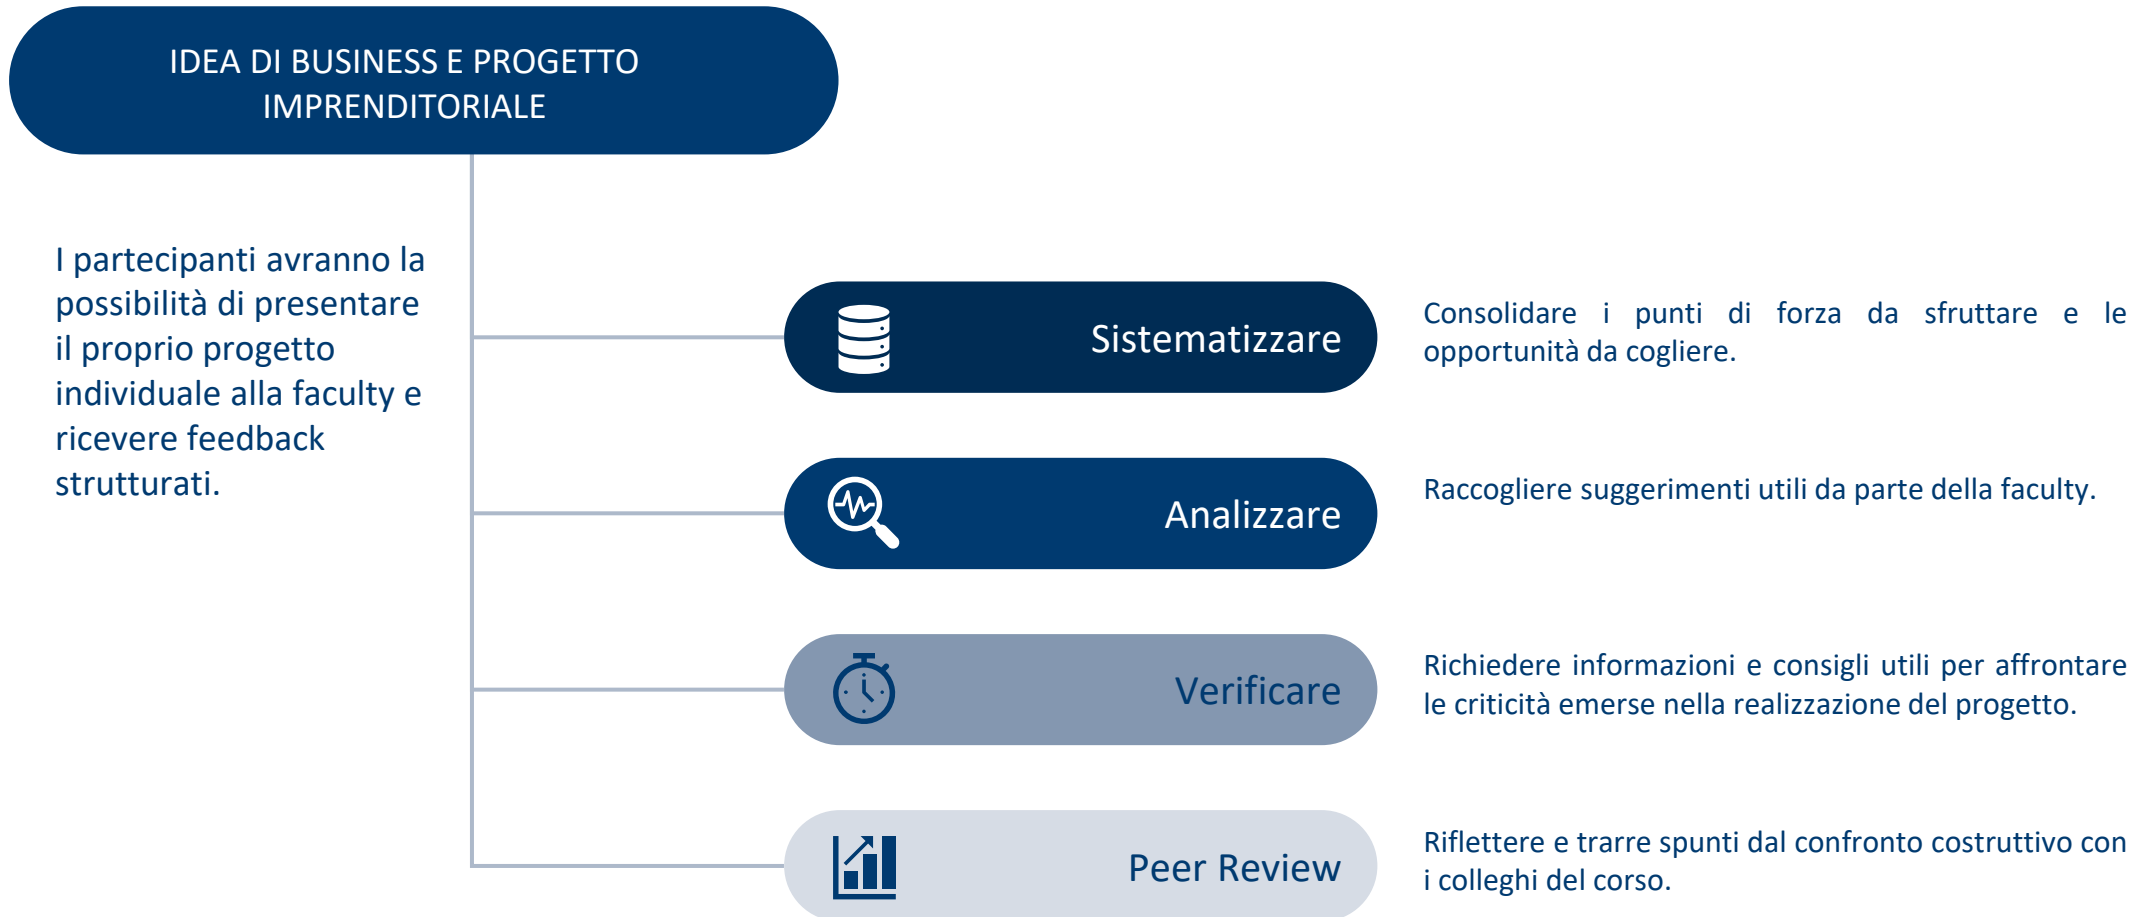 IDEA DI BUSINESS E PROGETTO
IMPRENDITORIALE
I partecipanti avranno la
possibilità di presentare
il proprio progetto
individuale alla faculty e
ricevere feedback
strutturati.
Sistematizzare
Consolidare i punti di forza da sfruttare e le
opportunità da cogliere.
Analizzare
Raccogliere suggerimenti utili da parte della faculty.
Verificare
Richiedere informazioni e consigli utili per affrontare
le criticità emerse nella realizzazione del progetto.
Peer Review
Riflettere e trarre spunti dal confronto costruttivo con
i colleghi del corso.